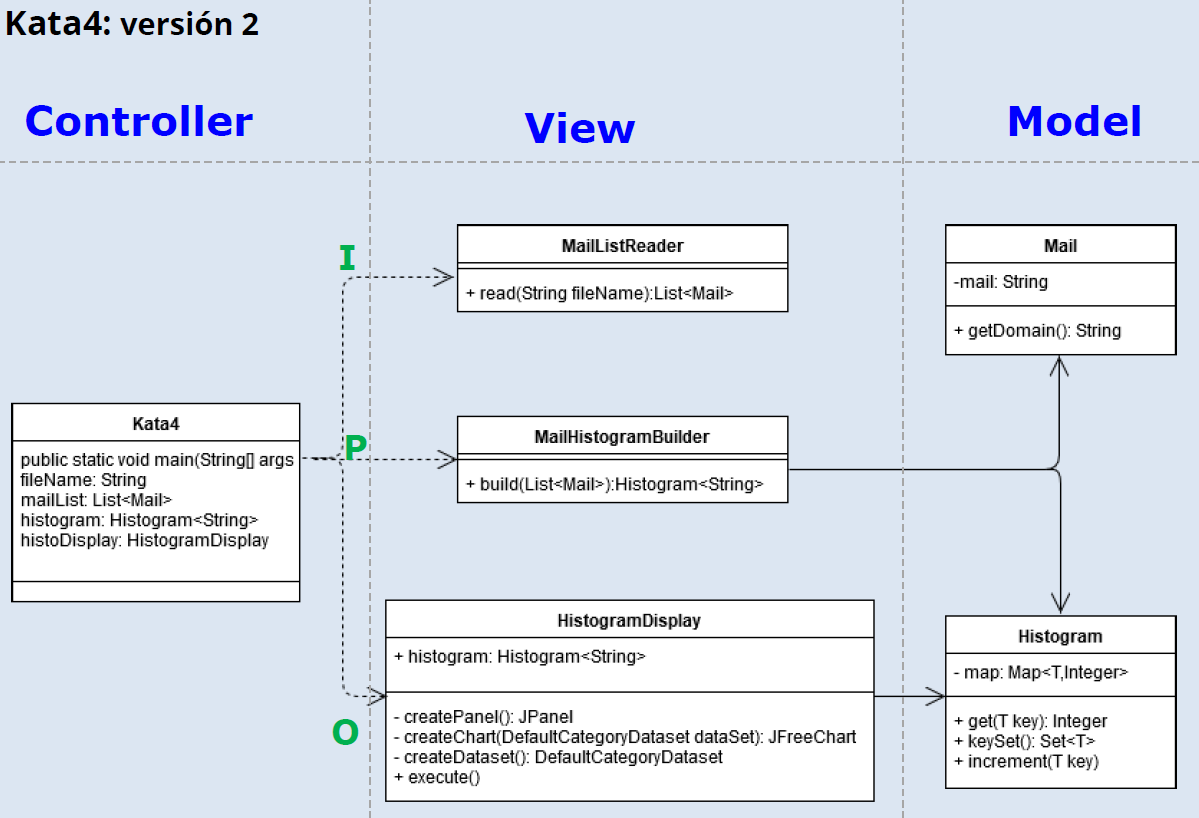 Kata4: versión 2
Controller
View
Model
I
MailListReader
+ read(String fileName):List<Mail>
Mail
-mail: String
+ getDomain(): String
Kata4
public static void main(String[] args
fileName: String
mailList: List<Mail>
histogram: Histogram<String>
histoDisplay: HistogramDisplay
P
MailHistogramBuilder
+ build(List<Mail>):Histogram<String>
O
HistogramDisplay
+ histogram: Histogram<String>
- createPanel(): JPanel
- createChart(DefaultCategoryDataset dataSet): JFreeChart
- createDataset(): DefaultCategoryDataset
+ execute()
Histogram
- map: Map<T,Integer>
+ get(T key): Integer
+ keySet(): Set<T>
+ increment(T key)